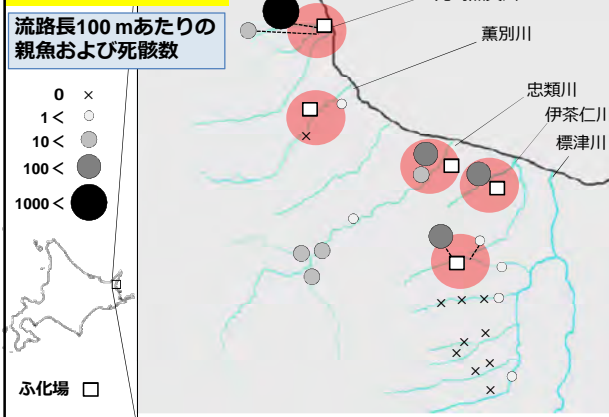 流路長100 mあたりの
親魚および死骸数
0 ×
1<
10<
100<
1000<
ふ化場
薫別川
忠類川
伊茶仁川
標津川